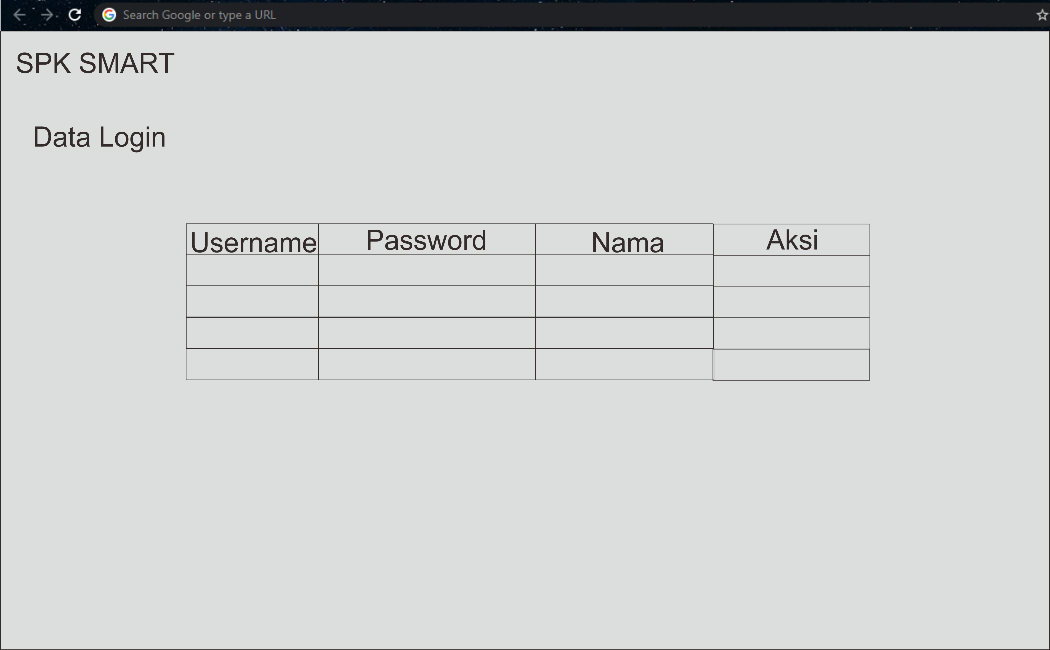 Search Google or type a URL
SPK SMART
Data Login
Username Password Nama Aksi